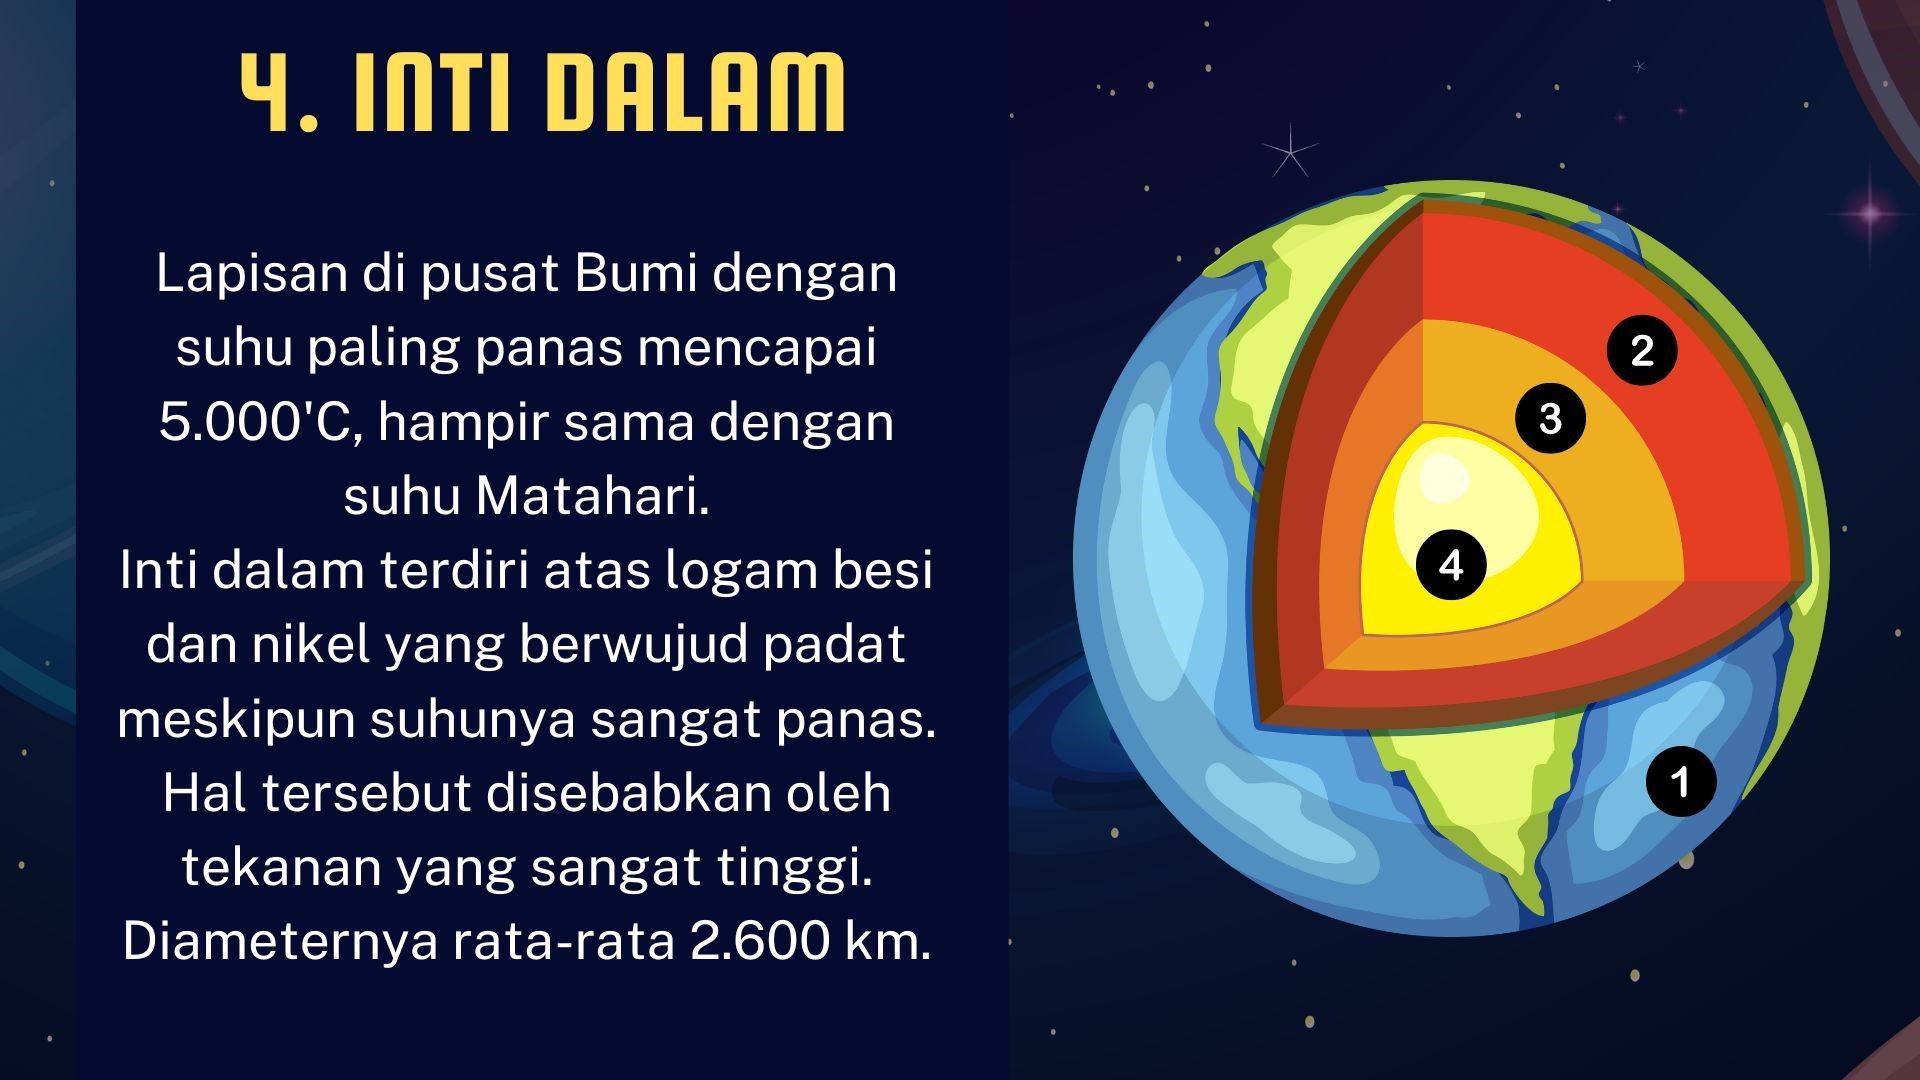 4. INTI DALAM
Lapisan di pusat Bumi dengan
suhu paling panas mencapai
5.000'C, hampir sama dengan
suhu Matahari.
Inti dalam terdiri atas logam besi
dan nikel yang berwujud padat
meskipun suhunya sangat panas.
Hal tersebut disebabkan oleh
tekanan yang sangat tinggi.
Diameternya rata-rata 2.600 km.
2
3
4
1